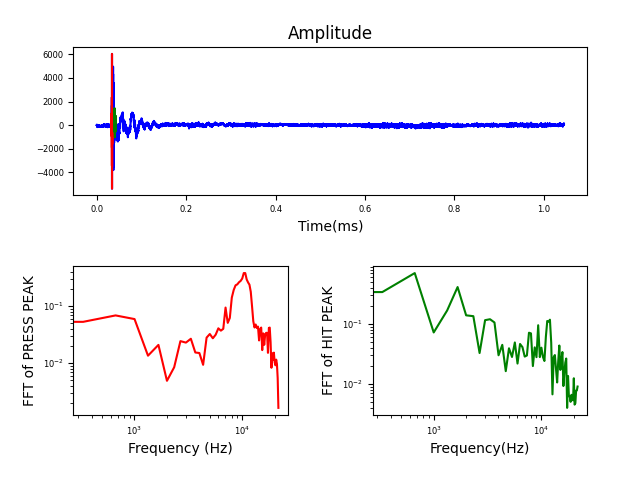 Amplitude
6000
4000
2000
0
−2000
−4000
0.0 0.2 0.4 0.6 0.8 1.0
Time(ms)
FFT of PRESS PEAK
10⁻¹
10⁻²
10³ 10⁴
Frequency (Hz)
FFT of HIT PEAK
10⁻¹
10⁻²
10³ 10⁴
Frequency(Hz)